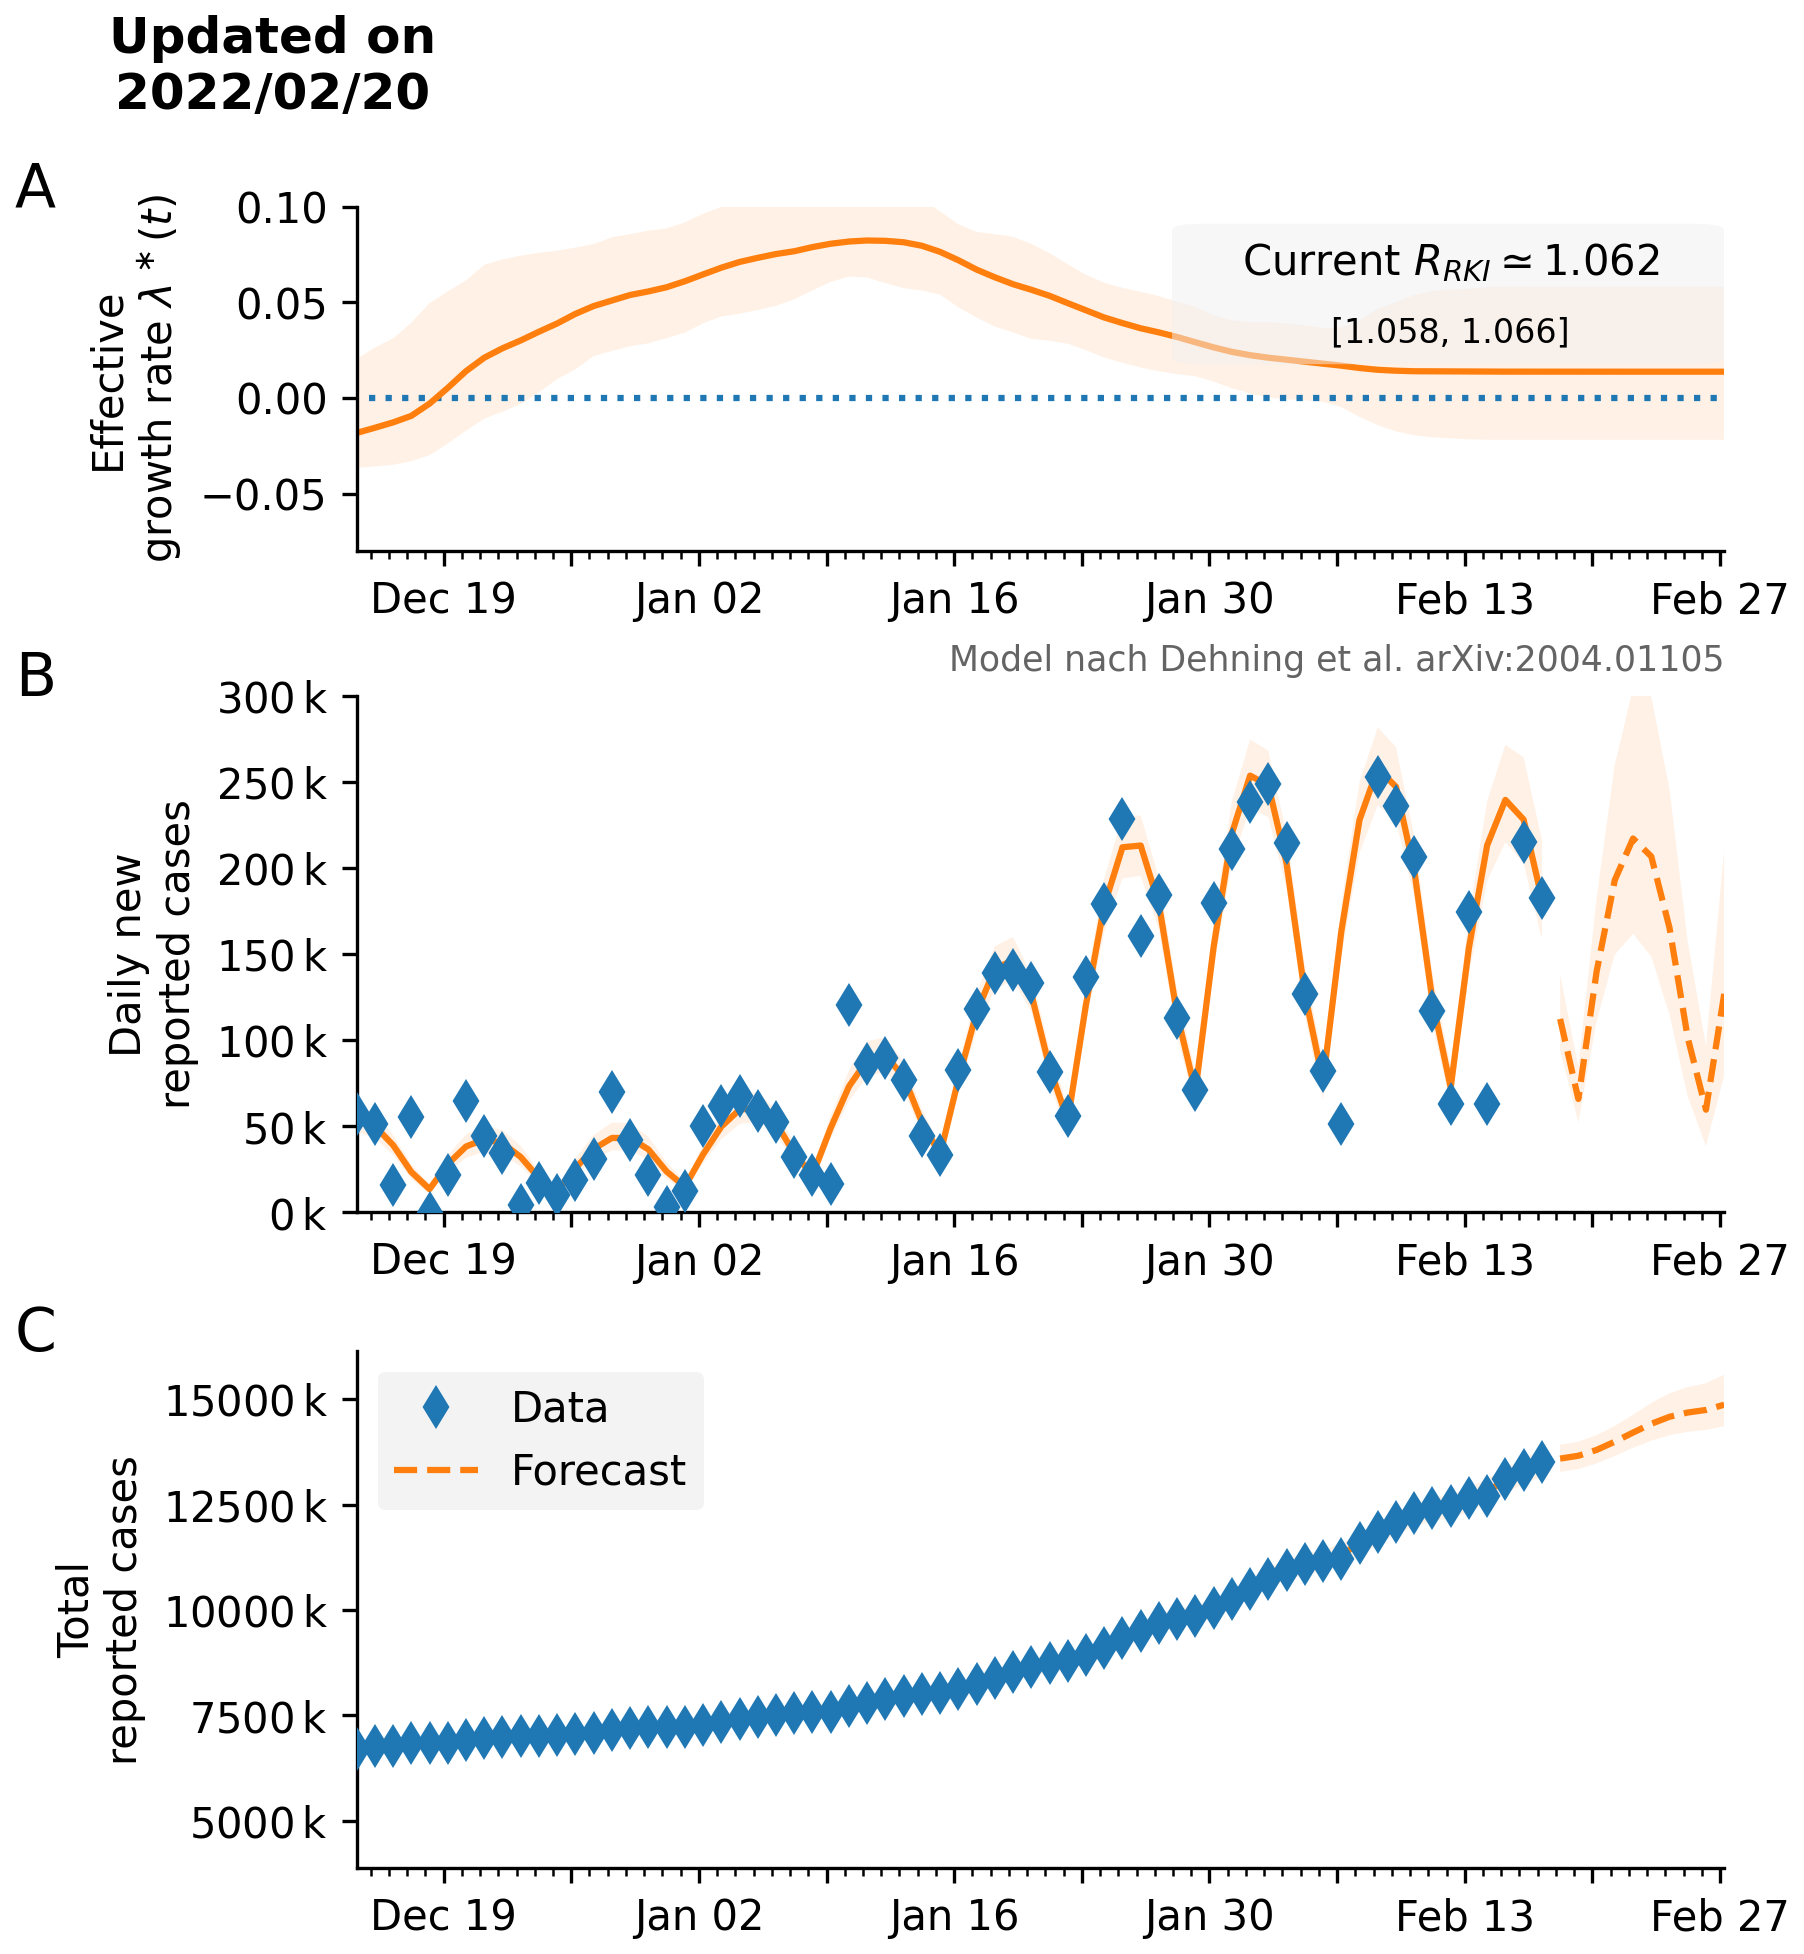 Updated on
2022/02/20
A
Effective
growth rate λ * (t)
0.10
0.05
0.00
−0.05
Current R_RKI ≃ 1.062
[1.058, 1.066]
Dec 19
Jan 02
Jan 16
Jan 30
Feb 13
Feb 27
Model nach Dehning et al. arXiv:2004.01105
B
Daily new
reported cases
300 k
250 k
200 k
150 k
100 k
50 k
0 k
Dec 19
Jan 02
Jan 16
Jan 30
Feb 13
Feb 27
C
Total
reported cases
15000 k
12500 k
10000 k
7500 k
5000 k
Data
Forecast
Dec 19
Jan 02
Jan 16
Jan 30
Feb 13
Feb 27